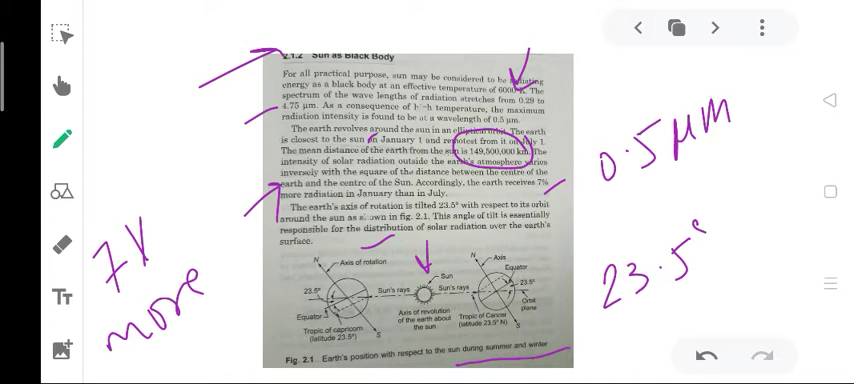 2.1.2 Sun as Black Body
For all practical purpose, sun may be considered to be radiating
energy as a black body at an effective temperature of 6000 K. The
spectrum of the wave lengths of radiation stretches from 0.29 to
4.75 μm. As a consequence of high temperature, the maximum
radiation intensity is found to be at a wavelength of 0.5 μm.
The earth revolves around the sun in an elliptical orbit. The earth
is closest to the sun on January 1 and remotest from it on July 1.
The mean distance of the earth from the sun is 149,500,000 km. The
intensity of solar radiation outside the earth's atmosphere varies
inversely with the square of the distance between the centre of the
earth and the centre of the Sun. Accordingly, the earth receives 7%
more radiation in January than in July.
The earth's axis of rotation is tilted 23.5° with respect to its orbit
around the sun as shown in fig. 2.1. This angle of tilt is essentially
responsible for the distribution of solar radiation over the earth's
surface.
N
Axis of rotation
23.5°
Equator
Tropic of capricorn
(latitude 23.5°)
S
Sun's rays
Sun
Sun's rays
Axis of revolution
of the earth about
the sun
N
Axis
Equator
23.5°
Orbit
plane
Tropic of Cancer
(latitude 23.5° N)
S
Fig. 2.1 Earth's position with respect to the sun during summer and winter
7%
more
0.5 μm
23.5°
Tт